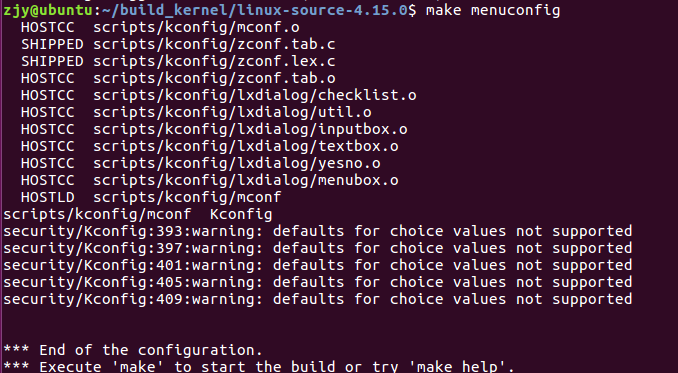 zjy@ubuntu:~/build_kernel/linux-source-4.15.0$ make menuconfig
HOSTCC scripts/kconfig/mconf.o
SHIPPED scripts/kconfig/zconf.tab.c
SHIPPED scripts/kconfig/zconf.lex.c
HOSTCC scripts/kconfig/zconf.tab.o
HOSTCC scripts/kconfig/lxdialog/checklist.o
HOSTCC scripts/kconfig/lxdialog/util.o
HOSTCC scripts/kconfig/lxdialog/inputbox.o
HOSTCC scripts/kconfig/lxdialog/textbox.o
HOSTCC scripts/kconfig/lxdialog/yesno.o
HOSTCC scripts/kconfig/lxdialog/menubox.o
HOSTLD scripts/kconfig/mconf
scripts/kconfig/mconf Kconfig
security/Kconfig:393:warning: defaults for choice values not supported
security/Kconfig:397:warning: defaults for choice values not supported
security/Kconfig:401:warning: defaults for choice values not supported
security/Kconfig:405:warning: defaults for choice values not supported
security/Kconfig:409:warning: defaults for choice values not supported
*** End of the configuration.
*** Execute 'make' to start the build or try 'make help'.